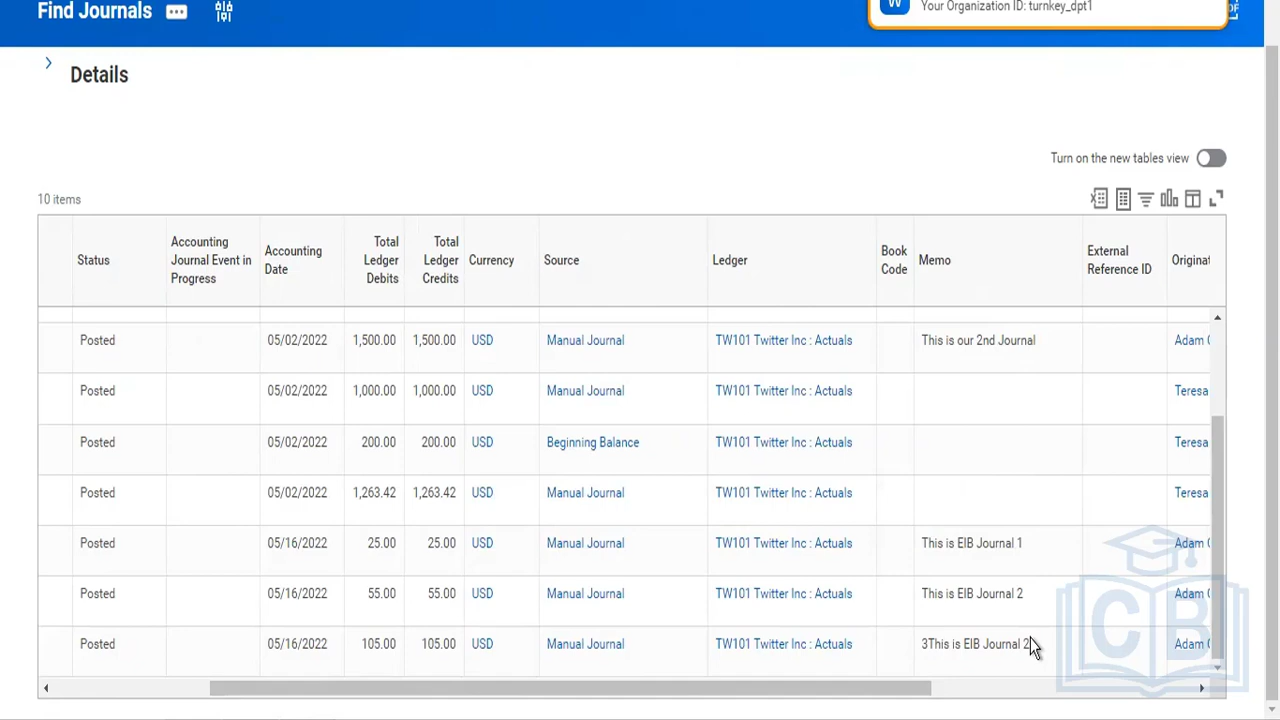 Find Journals
W
Your Organization ID: turnkey_dpt1
Details
Turn on the new tables view
10 items
Status Accounting Journal Event in Progress Accounting Date Total Ledger Debits Total Ledger Credits Currency Source Ledger Book Code Memo External Reference ID Originat
Posted 05/02/2022 1,500.00 1,500.00 USD Manual Journal TW101 Twitter Inc : Actuals This is our 2nd Journal Adam
Posted 05/02/2022 1,000.00 1,000.00 USD Manual Journal TW101 Twitter Inc : Actuals Teresa
Posted 05/02/2022 200.00 200.00 USD Beginning Balance TW101 Twitter Inc : Actuals Teresa
Posted 05/02/2022 1,263.42 1,263.42 USD Manual Journal TW101 Twitter Inc : Actuals Teresa
Posted 05/16/2022 25.00 25.00 USD Manual Journal TW101 Twitter Inc : Actuals This is EIB Journal 1 Adam
Posted 05/16/2022 55.00 55.00 USD Manual Journal TW101 Twitter Inc : Actuals This is EIB Journal 2 Adam
Posted 05/16/2022 105.00 105.00 USD Manual Journal TW101 Twitter Inc : Actuals 3This is EIB Journal 2 Adam
CB